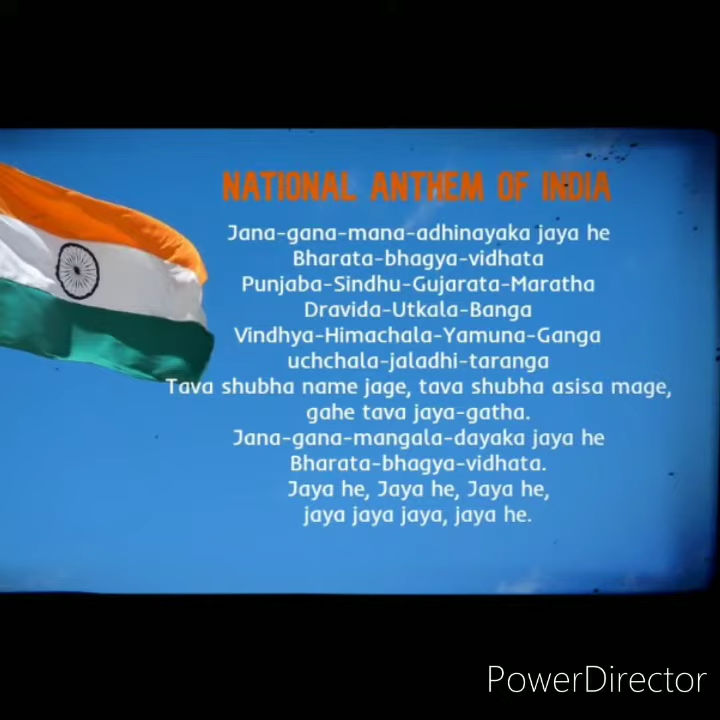 NATIONAL ANTHEM OF INDIA
Jana-gana-mana-adhinayaka jaya he
Bharata-bhagya-vidhata
Punjaba-Sindhu-Gujarata-Maratha
Dravida-Utkala-Banga
Vindhya-Himachala-Yamuna-Ganga
uchchala-jaladhi-taranga
Tava shubha name jage, tava shubha asisa mage,
gahe tava jaya-gatha.
Jana-gana-mangala-dayaka jaya he
Bharata-bhagya-vidhata.
Jaya he, Jaya he, Jaya he,
jaya jaya jaya, jaya he.
PowerDirector